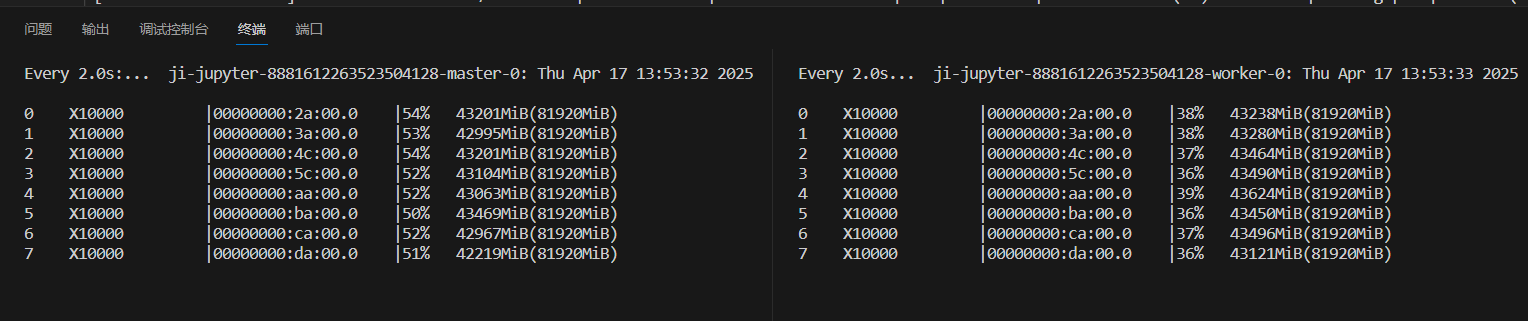 问题 输出 调试控制台 终端 端口
Every 2.0s:... ji-jupyter-8881612263523504128-master-0: Thu Apr 17 13:53:32 2025
0 X10000 |00000000:2a:00.0 |54% 43201MiB(81920MiB)
1 X10000 |00000000:3a:00.0 |53% 42995MiB(81920MiB)
2 X10000 |00000000:4c:00.0 |54% 43201MiB(81920MiB)
3 X10000 |00000000:5c:00.0 |52% 43104MiB(81920MiB)
4 X10000 |00000000:aa:00.0 |52% 43063MiB(81920MiB)
5 X10000 |00000000:ba:00.0 |50% 43469MiB(81920MiB)
6 X10000 |00000000:ca:00.0 |52% 42967MiB(81920MiB)
7 X10000 |00000000:da:00.0 |51% 42219MiB(81920MiB)
Every 2.0s... ji-jupyter-8881612263523504128-worker-0: Thu Apr 17 13:53:33 2025
0 X10000 |00000000:2a:00.0 |38% 43238MiB(81920MiB)
1 X10000 |00000000:3a:00.0 |38% 43280MiB(81920MiB)
2 X10000 |00000000:4c:00.0 |37% 43464MiB(81920MiB)
3 X10000 |00000000:5c:00.0 |36% 43490MiB(81920MiB)
4 X10000 |00000000:aa:00.0 |39% 43624MiB(81920MiB)
5 X10000 |00000000:ba:00.0 |36% 43450MiB(81920MiB)
6 X10000 |00000000:ca:00.0 |37% 43496MiB(81920MiB)
7 X10000 |00000000:da:00.0 |36% 43121MiB(81920MiB)